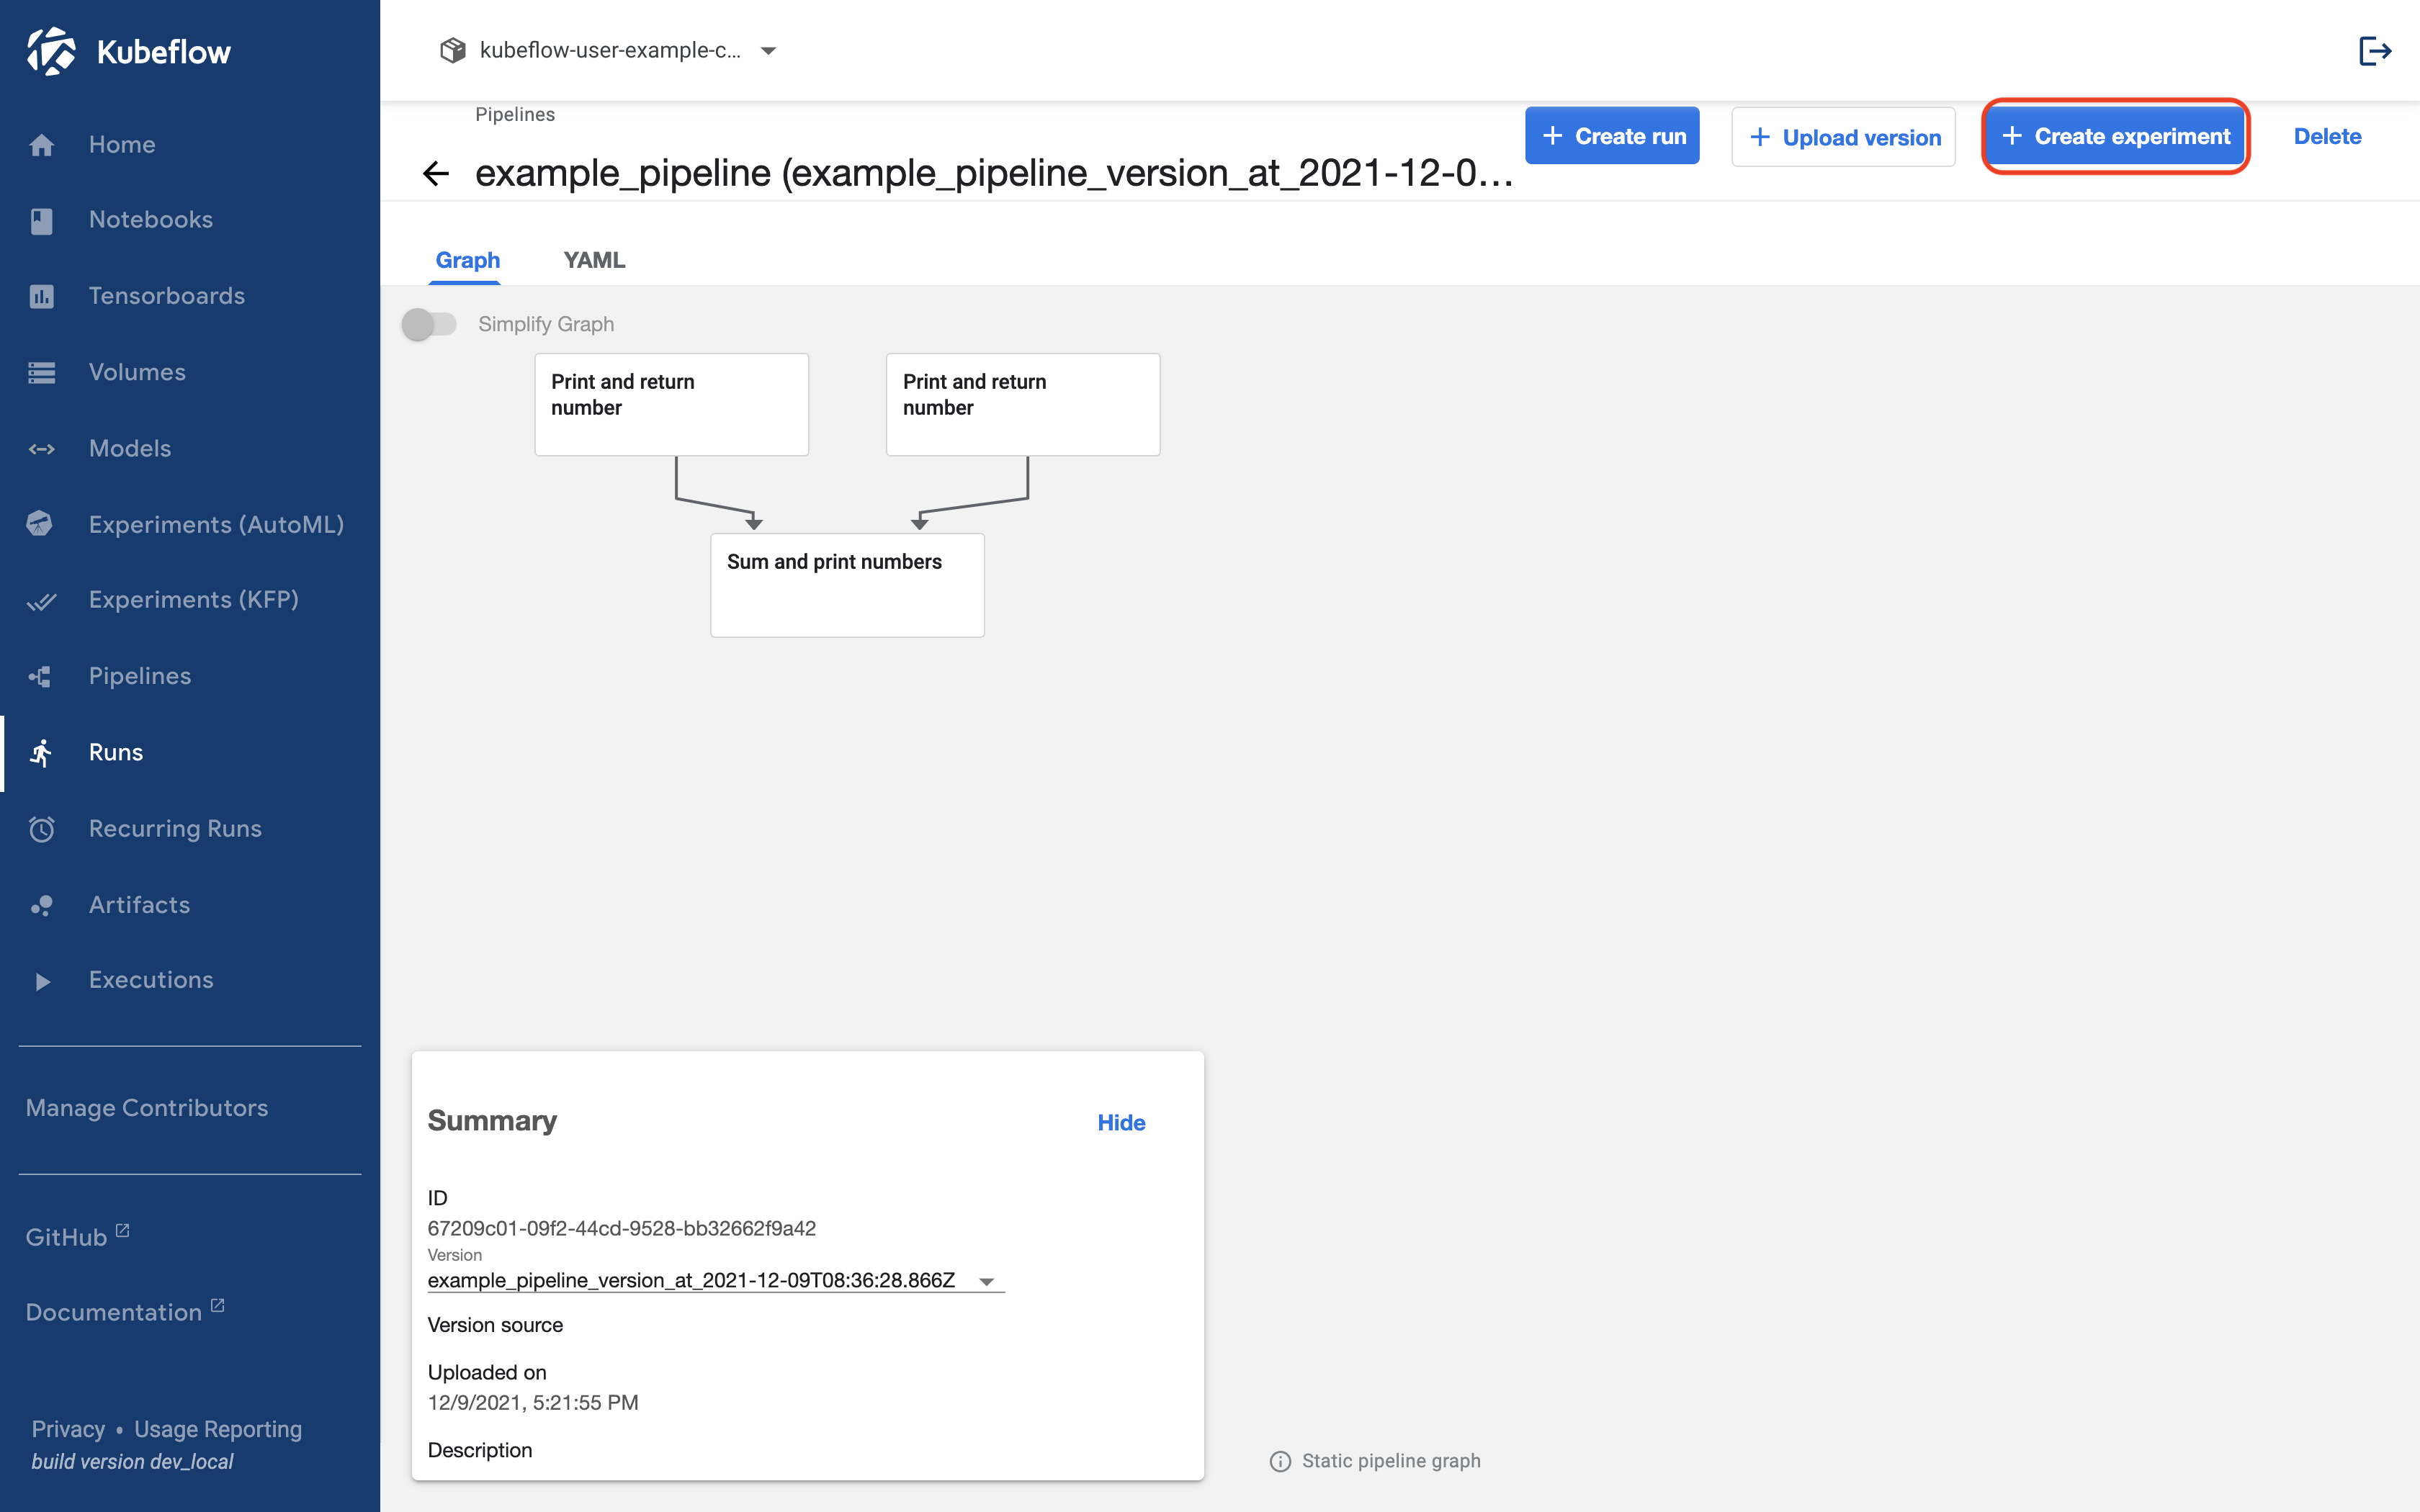 Kubeflow
Home
Notebooks
Tensorboards
Volumes
Models
Experiments (AutoML)
Experiments (KFP)
Pipelines
Runs
Recurring Runs
Artifacts
Executions
Manage Contributors
GitHub
Documentation
Privacy • Usage Reporting
build version dev_local
kubeflow-user-example-c...
Pipelines
example_pipeline (example_pipeline_version_at_2021-12-0...
+ Create run
+ Upload version
+ Create experiment
Delete
Graph
YAML
Simplify Graph
Print and return
number
Print and return
number
Sum and print numbers
Summary
Hide
ID
67209c01-09f2-44cd-9528-bb32662f9a42
Version
example_pipeline_version_at_2021-12-09T08:36:28.866Z
Version source
Uploaded on
12/9/2021, 5:21:55 PM
Description
Static pipeline graph